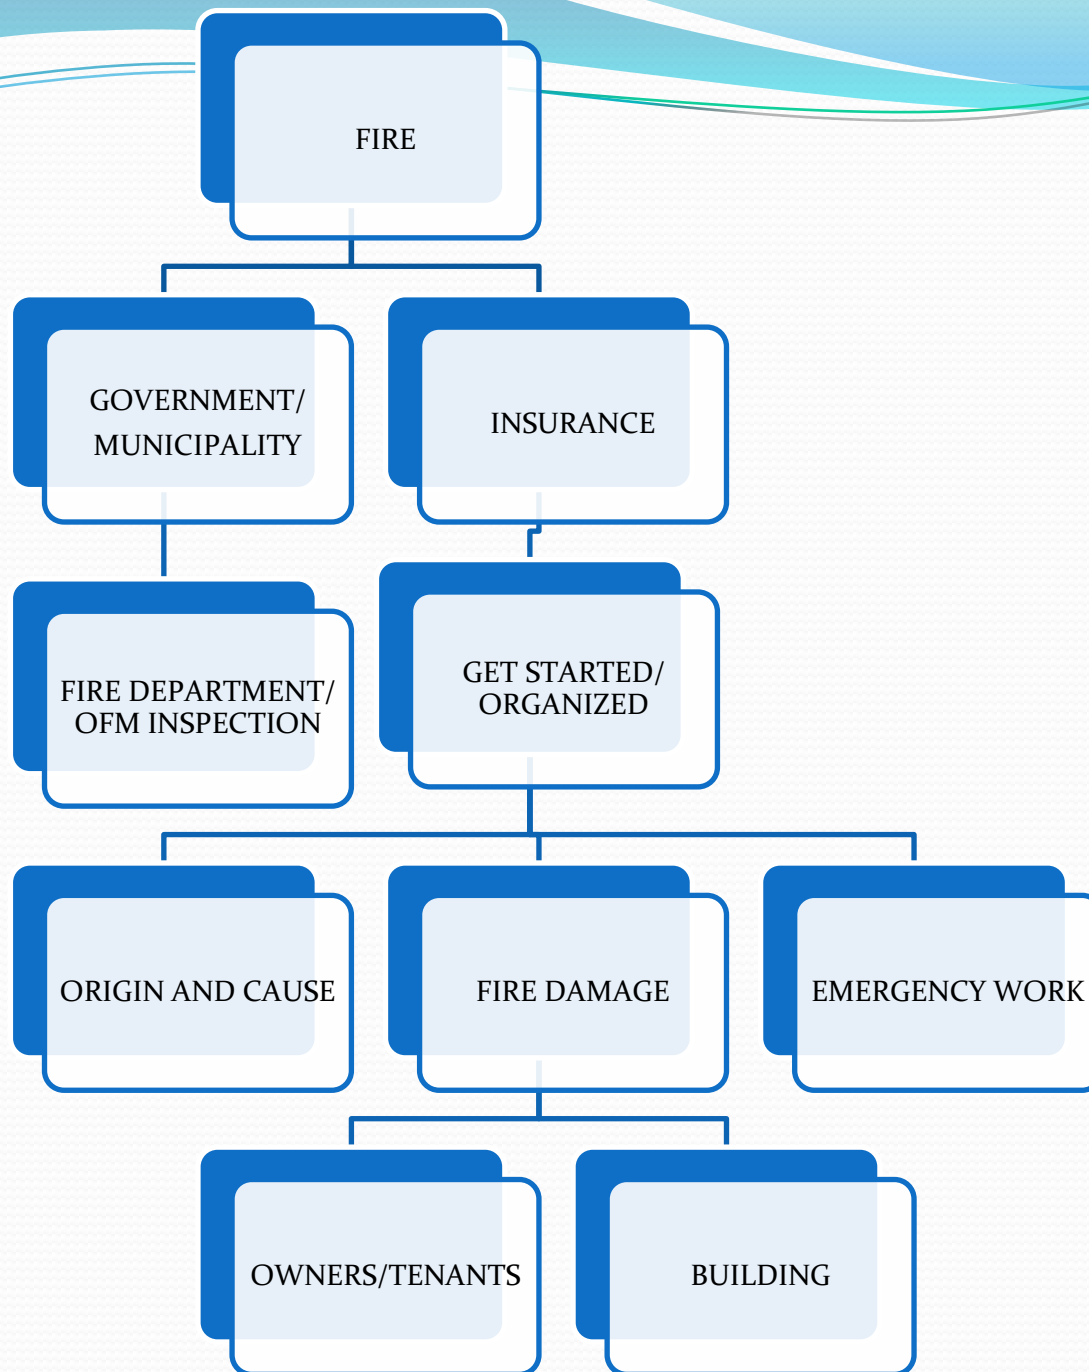 FIRE
GOVERNMENT/
MUNICIPALITY
INSURANCE
FIRE DEPARTMENT/
OFM INSPECTION
GET STARTED/
ORGANIZED
ORIGIN AND CAUSE
FIRE DAMAGE
EMERGENCY WORK
OWNERS/TENANTS
BUILDING